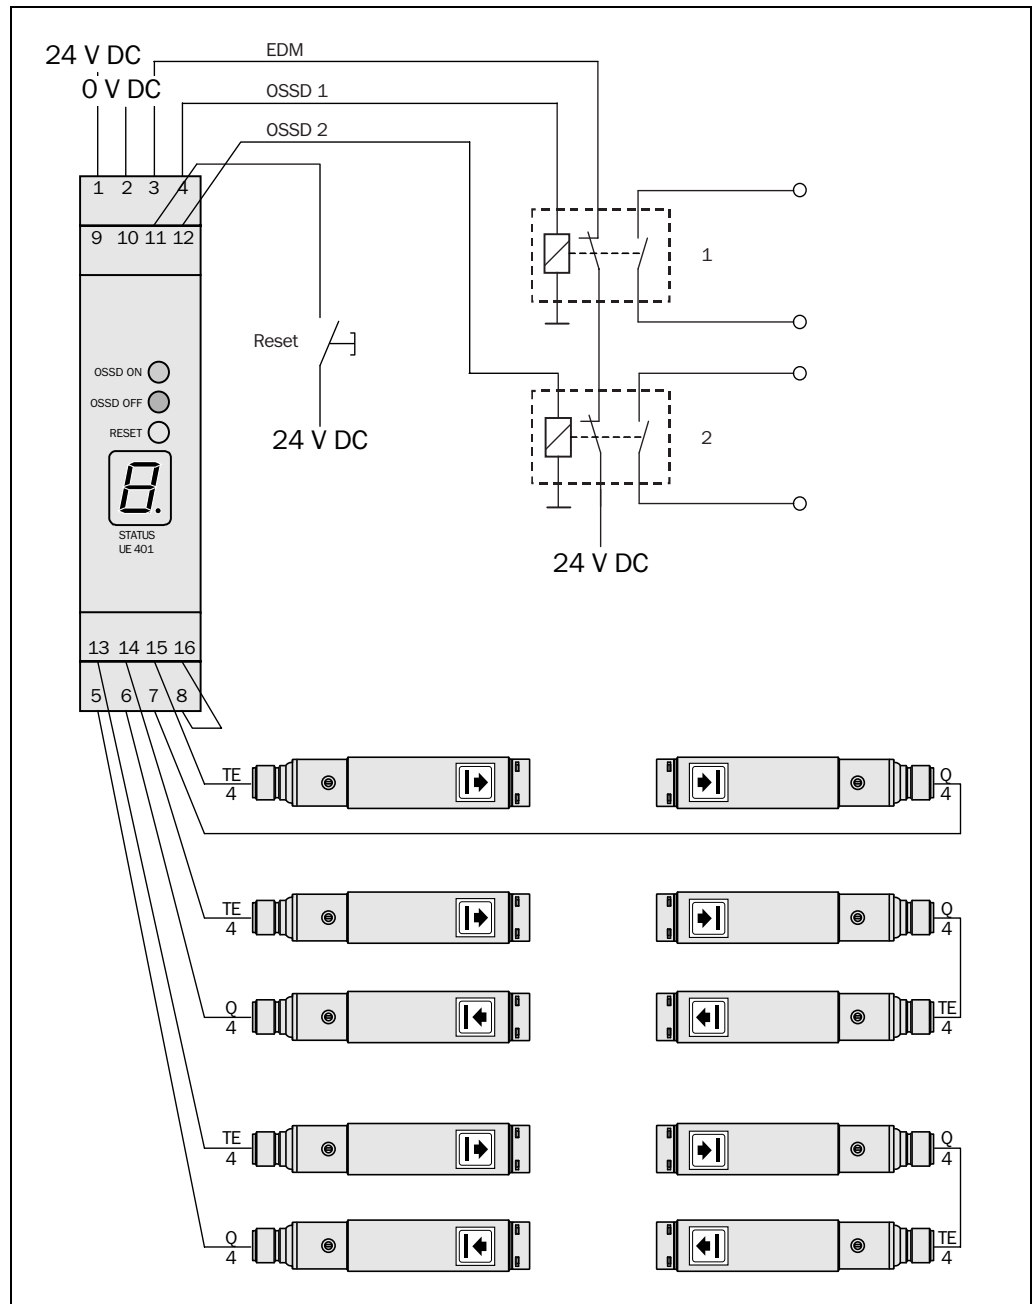 24 V DC
0 V DC
EDM
OSSD 1
OSSD 2
1 2 3 4
9 10 11 12
1
Reset
OSSD ON
OSSD OFF
RESET
24 V DC
2
8.
STATUS
UE 401
24 V DC
13 14 15 16
5 6 7 8
TE
4
Q
4
TE
4
Q
4
Q
4
TE
4
TE
4
Q
4
Q
4
TE
4